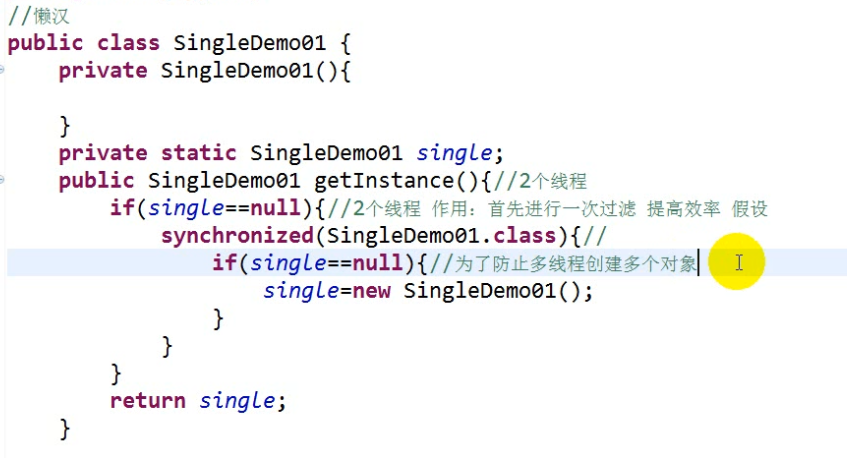 //懒汉
public class SingleDemo01 {
    private SingleDemo01(){

    }
    private static SingleDemo01 single;
    public SingleDemo01 getInstance(){//2个线程
        if(single==null){//2个线程 作用：首先进行一次过滤 提高效率 假设
            synchronized(SingleDemo01.class){//
                if(single==null){//为了防止多线程创建多个对象
                    single=new SingleDemo01();
                }
            }
        }
        return single;
    }